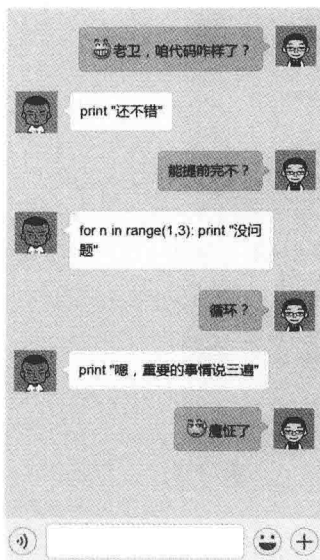 老卫，咱代码咋样了？
print "还不错"
能提前完不？
for n in range(1,3): print "没问
题"
循环？
print "嗯，重要的事情说三遍"
魔怔了